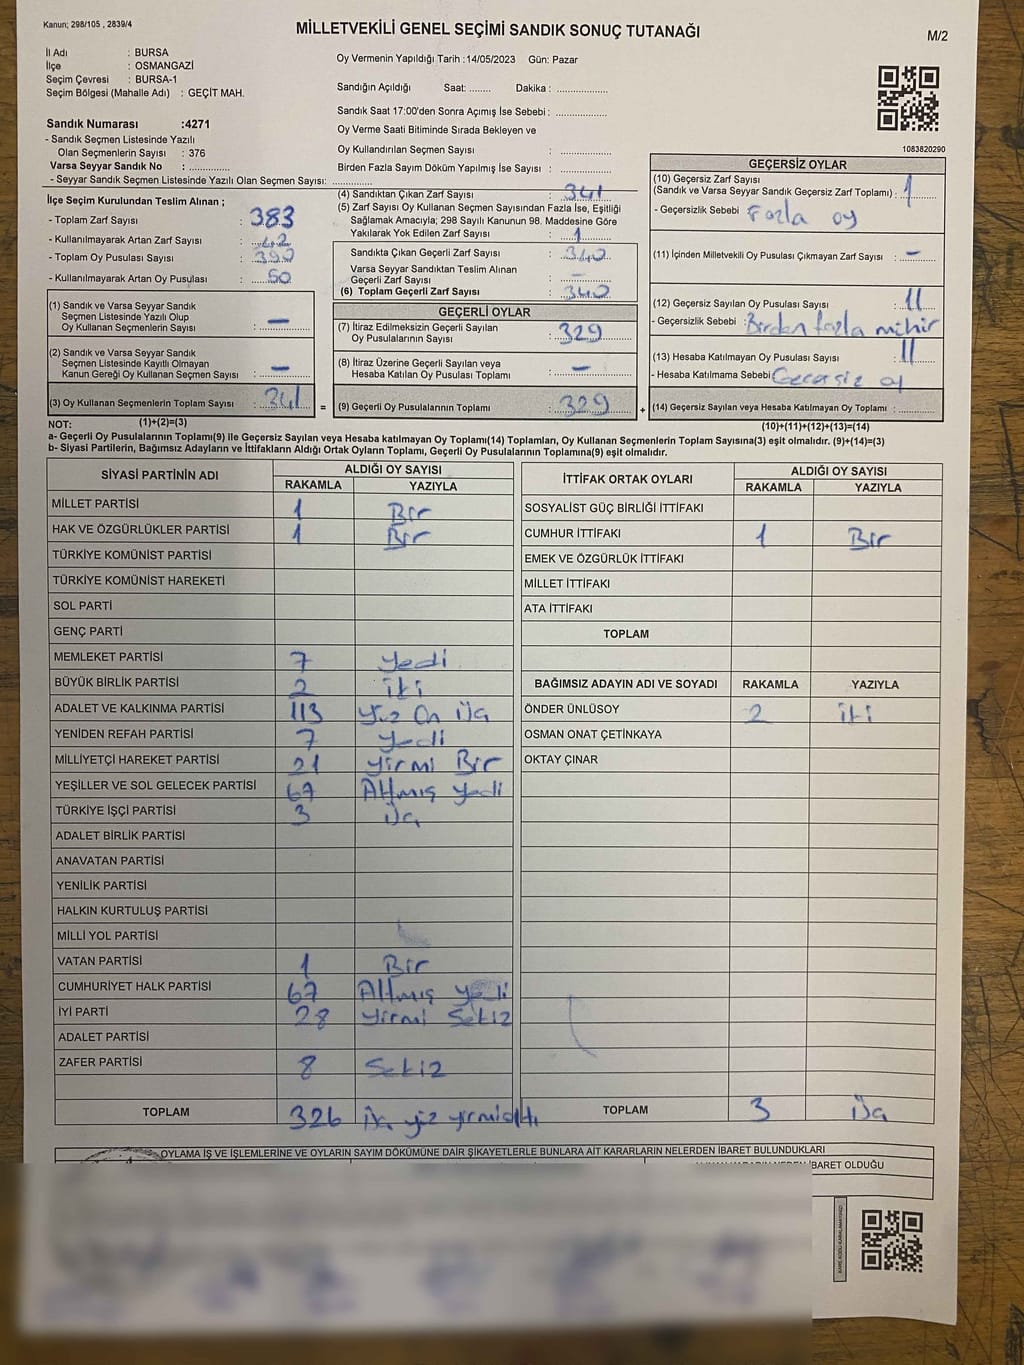 Kanun; 298/105 , 2839/4
MİLLETVEKİLİ GENEL SEÇİMİ SANDIK SONUÇ TUTANAĞI
M/2
İl Adı : BURSA
İlçe : OSMANGAZİ
Seçim Çevresi : BURSA-1
Seçim Bölgesi (Mahalle Adı) : GEÇİT MAH.
Sandık Numarası :4271
- Sandık Seçmen Listesinde Yazılı
Olan Seçmenlerin Sayısı : 376
Varsa Seyyar Sandık No : ..............
- Seyyar Sandık Seçmen Listesinde Yazılı Olan Seçmen Sayısı: ..............
Oy Vermenin Yapıldığı Tarih :14/05/2023 Gün: Pazar
Sandığın Açıldığı Saat: ........ Dakika : ..................
Sandık Saat 17:00'den Sonra Açımış İse Sebebi : ..................
Oy Verme Saati Bitiminde Sırada Bekleyen ve
Oy Kullandırılan Seçmen Sayısı : ..................
Birden Fazla Sayım Döküm Yapılmış İse Sayısı : ..................
1083820290
İlçe Seçim Kurulundan Teslim Alınan ;
- Toplam Zarf Sayısı : 383
- Kullanılmayarak Artan Zarf Sayısı : 42
- Toplam Oy Pusulası Sayısı : 390
- Kullanılmayarak Artan Oy Pusulası : 50
(1) Sandık ve Varsa Seyyar Sandık
Seçmen Listesinde Yazılı Olup
Oy Kullanan Seçmenlerin Sayısı : –
(2) Sandık ve Varsa Seyyar Sandık
Seçmen Listesinde Kayıtlı Olmayan
Kanun Gereği Oy Kullanan Seçmen Sayısı : –
(3) Oy Kullanan Seçmenlerin Toplam Sayısı : 341 =
(1)+(2)=(3)
(4) Sandıktan Çıkan Zarf Sayısı : 341
(5) Zarf Sayısı Oy Kullanan Seçmen Sayısından Fazla İse, Eşitliği
Sağlamak Amacıyla; 298 Sayılı Kanunun 98. Maddesine Göre
Yakılarak Yok Edilen Zarf Sayısı : 1
Sandıkta Çıkan Geçerli Zarf Sayısı : 340
Varsa Seyyar Sandıktan Teslim Alınan
Geçerli Zarf Sayısı : –
(6) Toplam Geçerli Zarf Sayısı : 340
GEÇERLİ OYLAR
(7) İtiraz Edilmeksizin Geçerli Sayılan
Oy Pusulalarının Sayısı : 329
(8) İtiraz Üzerine Geçerli Sayılan veya
Hesaba Katılan Oy Pusulası Toplamı : –
(9) Geçerli Oy Pusulalarının Toplamı : 329 +
GEÇERSİZ OYLAR
(10) Geçersiz Zarf Sayısı
(Sandık ve Varsa Seyyar Sandık Geçersiz Zarf Toplamı) : 1
- Geçersizlik Sebebi : Fazla oy
(11) İçinden Milletvekili Oy Pusulası Çıkmayan Zarf Sayısı : –
(12) Geçersiz Sayılan Oy Pusulası Sayısı : 11
- Geçersizlik Sebebi : Birden fazla mühür
(13) Hesaba Katılmayan Oy Pusulası Sayısı : 11
- Hesaba Katılmama Sebebi : Geçersiz oy
(14) Geçersiz Sayılan veya Hesaba Katılmayan Oy Toplamı : ............
(10)+(11)+(12)+(13)=(14)
NOT:
a- Geçerli Oy Pusulalarının Toplamı(9) Ile Geçersiz Sayılan veya Hesaba katılmayan Oy Toplamı(14) Toplamları, Oy Kullanan Seçmenlerin Toplam Sayısına(3) eşit olmalıdır. (9)+(14)=(3)
b- Siyasi Partilerin, Bağımsız Adayların ve İttifakların Aldığı Ortak Oyların Toplamı, Geçerli Oy Pusulalarının Toplamına(9) eşit olmalıdır.
SİYASİ PARTİNİN ADI ALDIĞI OY SAYISI
RAKAMLA YAZIYLA
MİLLET PARTİSİ 1 Bir
HAK VE ÖZGÜRLÜKLER PARTİSİ 1 Bir
TÜRKİYE KOMÜNİST PARTİSİ
TÜRKİYE KOMÜNİST HAREKETİ
SOL PARTİ
GENÇ PARTİ
MEMLEKET PARTİSİ 7 Yedi
BÜYÜK BİRLİK PARTİSİ 2 iki
ADALET VE KALKINMA PARTİSİ 113 Yüz On Üç
YENİDEN REFAH PARTİSİ 7 yedi
MİLLİYETÇİ HAREKET PARTİSİ 21 yirmi Bir
YEŞİLLER VE SOL GELECEK PARTİSİ 67 Altmış yedi
TÜRKİYE İŞÇİ PARTİSİ 3 üç
ADALET BİRLİK PARTİSİ
ANAVATAN PARTİSİ
YENİLİK PARTİSİ
HALKIN KURTULUŞ PARTİSİ
MİLLİ YOL PARTİSİ
VATAN PARTİSİ 1 Bir
CUMHURİYET HALK PARTİSİ 67 Altmış yedi
İYİ PARTİ 28 yirmi Sekiz
ADALET PARTİSİ
ZAFER PARTİSİ 8 Sekiz
TOPLAM 326 üç yüz yirmialtı
İTTİFAK ORTAK OYLARI ALDIĞI OY SAYISI
RAKAMLA YAZIYLA
SOSYALİST GÜÇ BİRLİĞİ İTTİFAKI
CUMHUR İTTİFAKI 1 Bir
EMEK VE ÖZGÜRLÜK İTTİFAKI
MİLLET İTTİFAKI
ATA İTTİFAKI
TOPLAM
BAĞIMSIZ ADAYIN ADI VE SOYADI RAKAMLA YAZIYLA
ÖNDER ÜNLÜSOY 2 iki
OSMAN ONAT ÇETİNKAYA
OKTAY ÇINAR
TOPLAM 3 üç
OYLAMA İŞ VE İŞLEMLERİNE VE OYLARIN SAYIM DÖKÜMÜNE DAİR ŞİKAYETLERLE BUNLARA AİT KARARLARIN NELERDEN İBARET BULUNDUKLARI
İBARET OLDUĞU